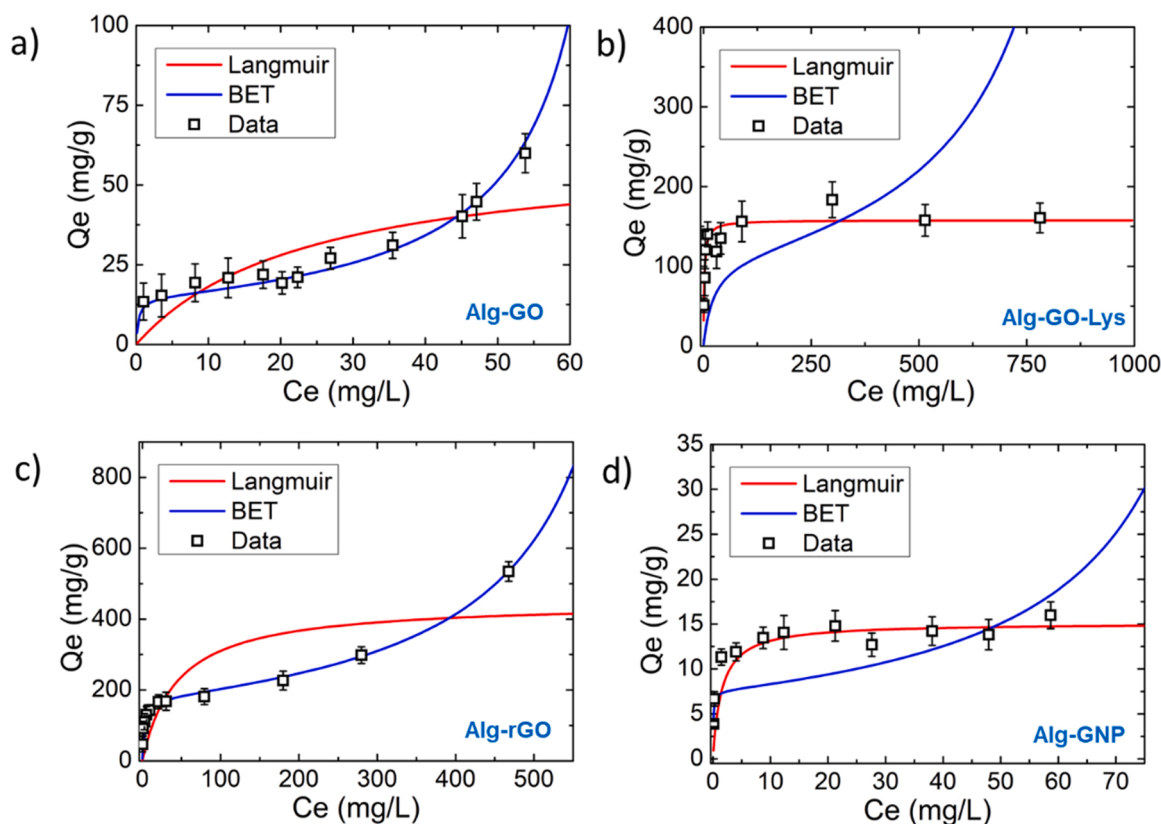 a)
100
75
50
25
0
Qe (mg/g)
Langmuir
BET
Data
Alg-GO
0 10 20 30 40 50 60
Ce (mg/L)
b)
400
300
200
100
0
Qe (mg/g)
Langmuir
BET
Data
Alg-GO-Lys
0 250 500 750 1000
Ce (mg/L)
c)
800
600
400
200
0
Qe (mg/g)
Langmuir
BET
Data
Alg-rGO
0 100 200 300 400 500
Ce (mg/L)
d)
35
30
25
20
15
10
5
0
Qe (mg/g)
Langmuir
BET
Data
Alg-GNP
0 10 20 30 40 50 60 70
Ce (mg/L)